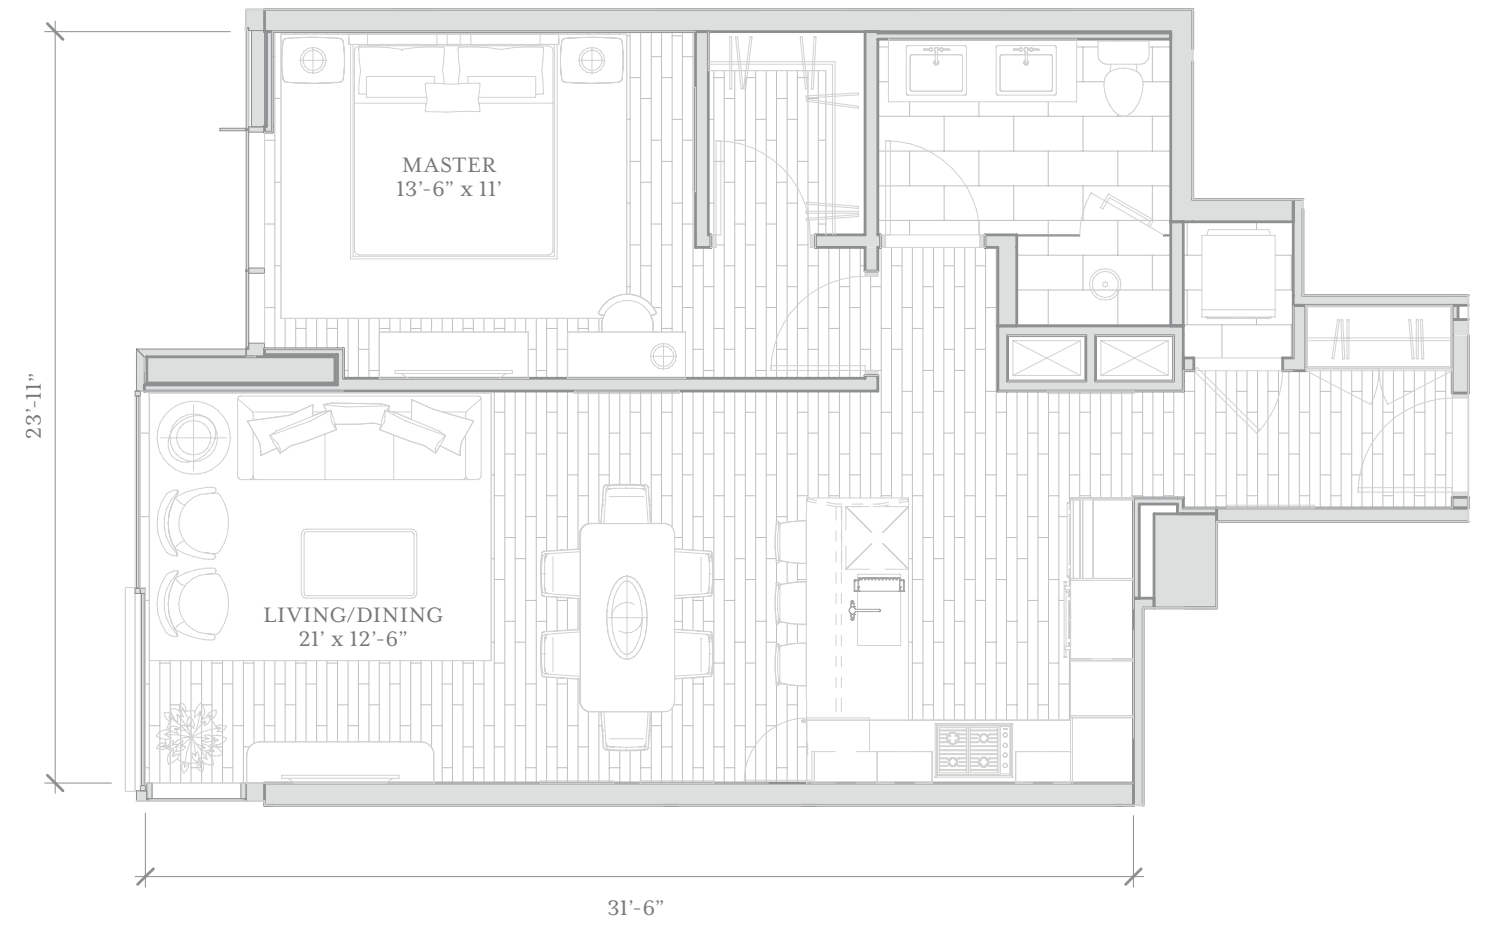 MASTER
13’-6” x 11’
23’-11”
LIVING/DINING
21’ x 12’-6”
31’-6”